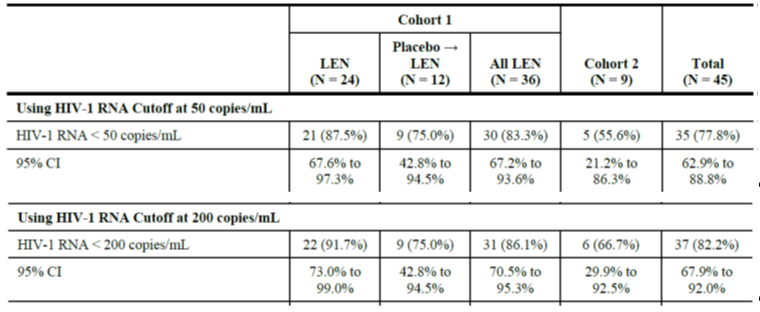 Cohort 1
LEN
(N = 24)
Placebo →
LEN
(N = 12)
All LEN
(N = 36)
Cohort 2
(N = 9)
Total
(N = 45)
Using HIV-1 RNA Cutoff at 50 copies/mL
HIV-1 RNA < 50 copies/mL 21 (87.5%) 9 (75.0%) 30 (83.3%) 5 (55.6%) 35 (77.8%)
95% CI 67.6% to 42.8% to 67.2% to 21.2% to 62.9% to
97.3% 94.5% 93.6% 86.3% 88.8%
Using HIV-1 RNA Cutoff at 200 copies/mL
HIV-1 RNA < 200 copies/mL 22 (91.7%) 9 (75.0%) 31 (86.1%) 6 (66.7%) 37 (82.2%)
95% CI 73.0% to 42.8% to 70.5% to 29.9% to 67.9% to
99.0% 94.5% 95.3% 92.5% 92.0%